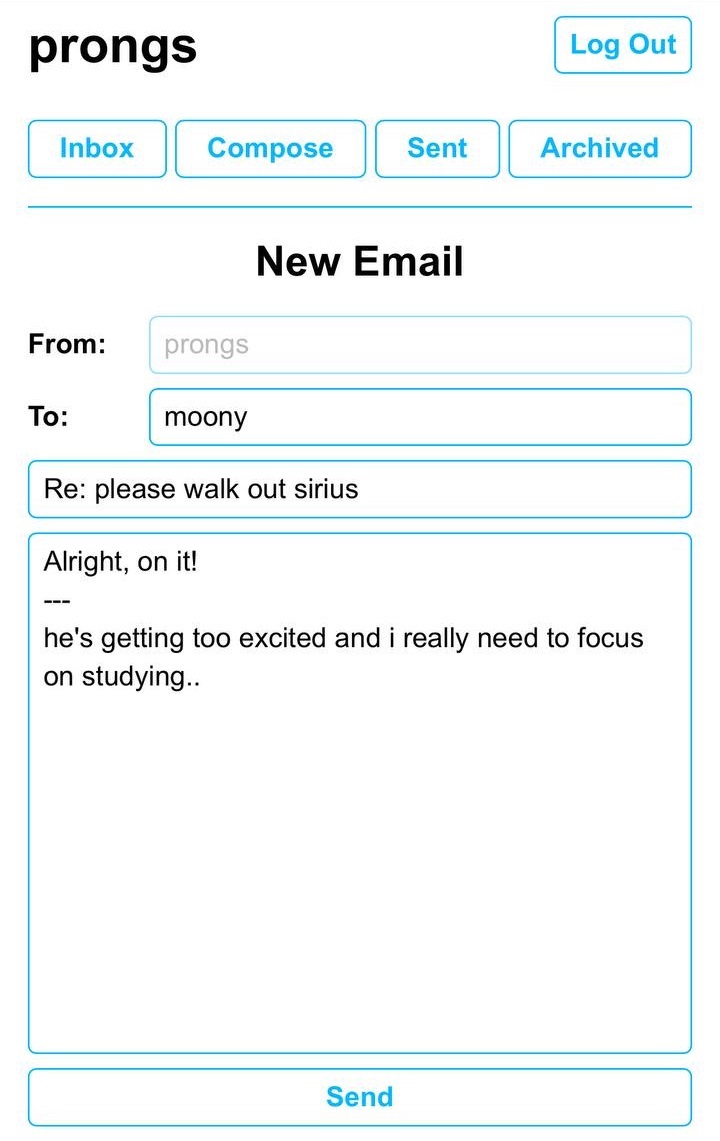 prongs
Log Out
Inbox
Compose
Sent
Archived
New Email
From:
prongs
To:
moony
Re: please walk out sirius
Alright, on it!
---
he's getting too excited and i really need to focus
on studying..
Send